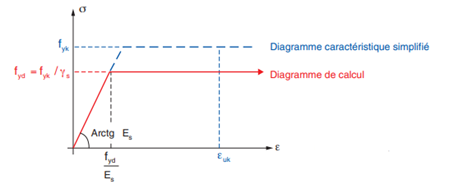 σ
f_yk
Diagramme caractéristique simplifié
f_yd = f_yk / γ_s
Diagramme de calcul
Arctg E_s
ε
f_yd
E_s
ε_uk